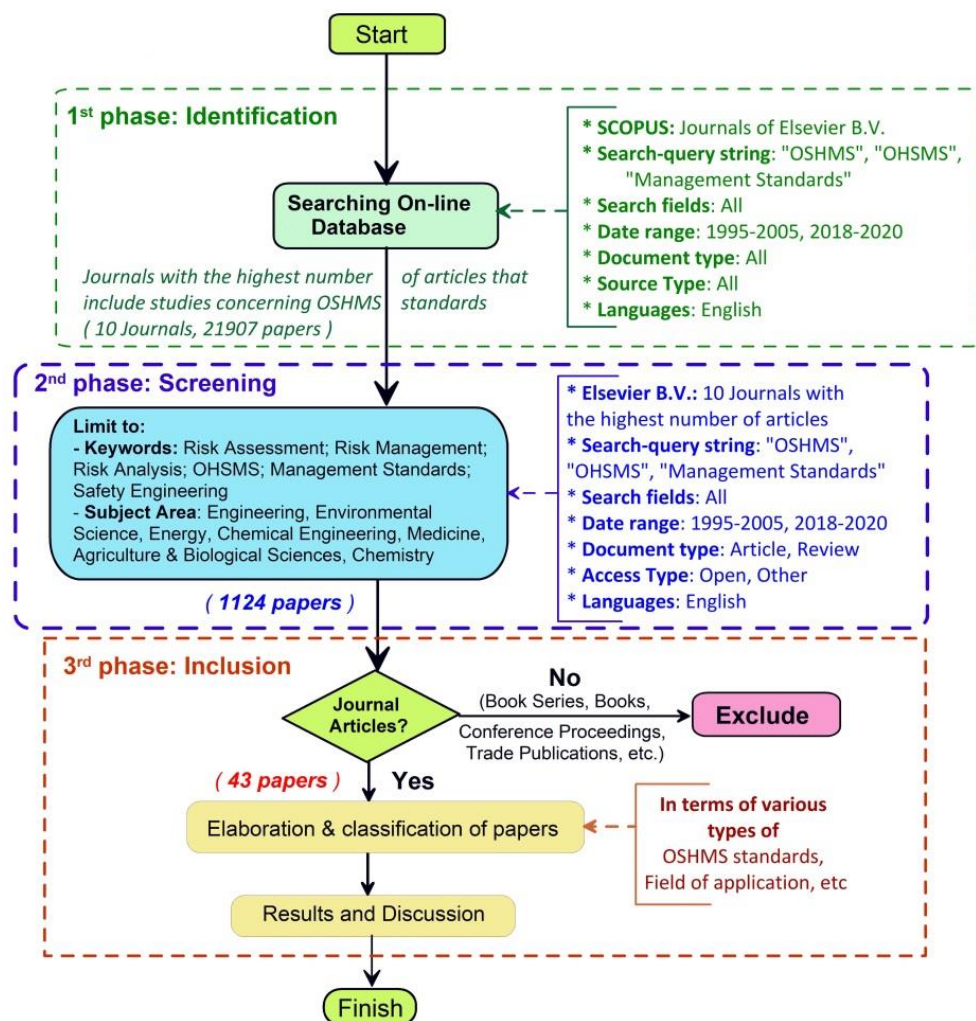 Start
1st phase: Identification
* SCOPUS: Journals of Elsevier B.V.
* Search-query string: "OSHMS", "OHSMS",
"Management Standards"
* Search fields: All
* Date range: 1995-2005, 2018-2020
* Document type: All
* Source Type: All
* Languages: English
Searching On-line
Database
Journals with the highest number of articles that
include studies concerning OSHMS standards
( 10 Journals, 21907 papers )
2nd phase: Screening
Limit to:
- Keywords: Risk Assessment; Risk Management;
Risk Analysis; OHSMS; Management Standards;
Safety Engineering
- Subject Area: Engineering, Environmental
Science, Energy, Chemical Engineering, Medicine,
Agriculture & Biological Sciences, Chemistry
* Elsevier B.V.: 10 Journals with
the highest number of articles
* Search-query string: "OSHMS",
"OHSMS", "Management Standards"
* Search fields: All
* Date range: 1995-2005, 2018-2020
* Document type: Article, Review
* Access Type: Open, Other
* Languages: English
( 1124 papers )
3rd phase: Inclusion
Journal
Articles?
No
(Book Series, Books,
Conference Proceedings,
Trade Publications, etc.)
Exclude
( 43 papers )
Yes
Elaboration & classification of papers
In terms of various
types of
OSHMS standards,
Field of application, etc
Results and Discussion
Finish